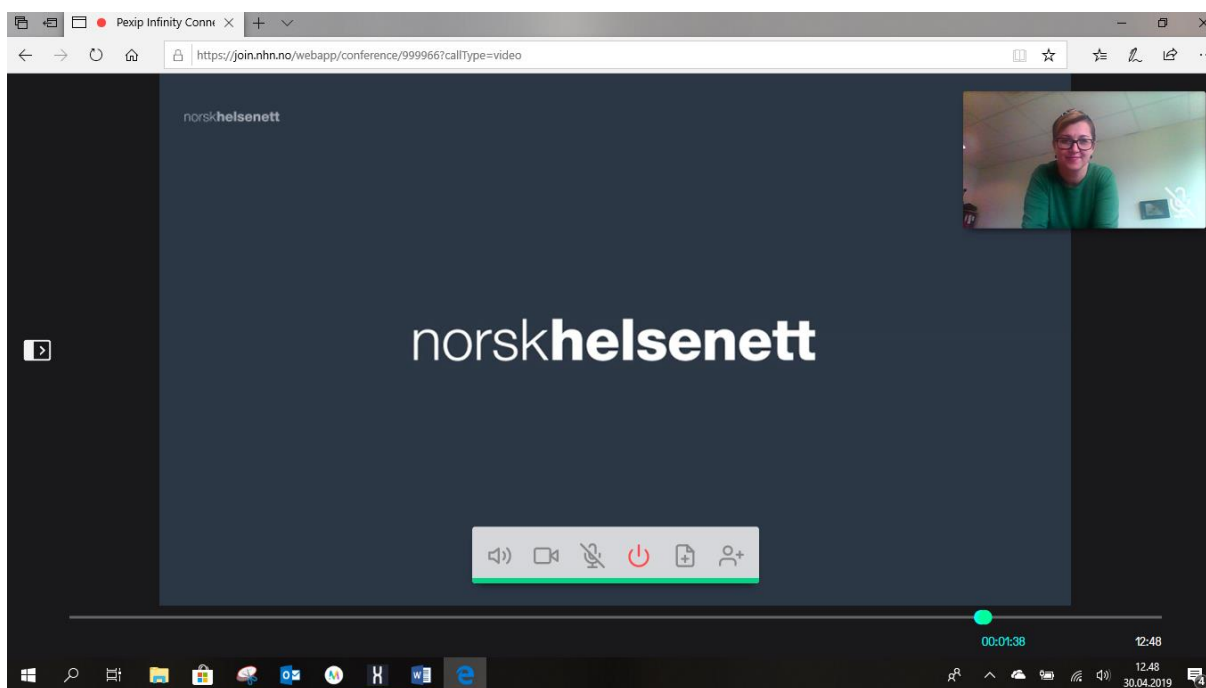 Pexip Infinity Conne
https://join.nhn.no/webapp/conference/999966?callType=video
norskhelsenett
norskhelsenett
00:01:38
12:48
12.48
30.04.2019
4